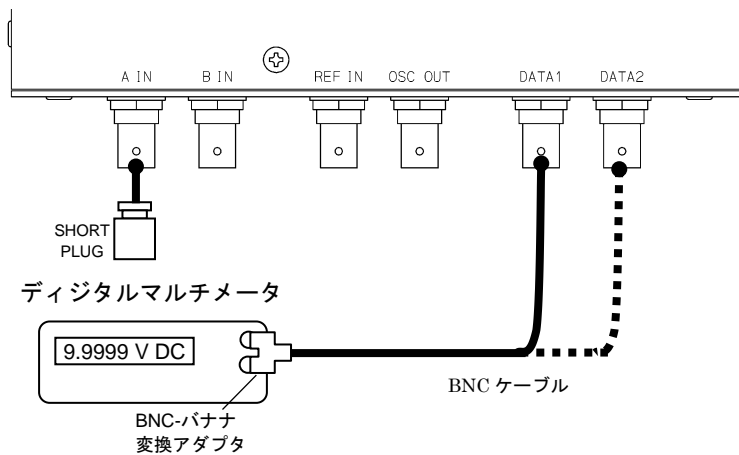 A IN
B IN
REF IN
OSC OUT
DATA1
DATA2
SHORT
PLUG
ディジタルマルチメータ
9.9999 V DC
BNC ケーブル
BNC-バナナ
変換アダプタ